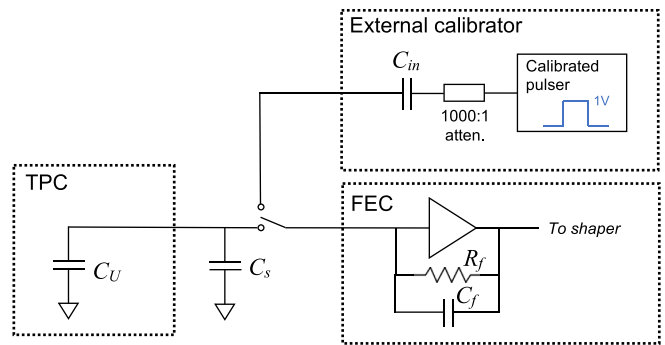 External calibrator
C_in
Calibrated
pulser
1V
1000:1
atten.
TPC
FEC
C_U
C_s
R_f
C_f
To shaper